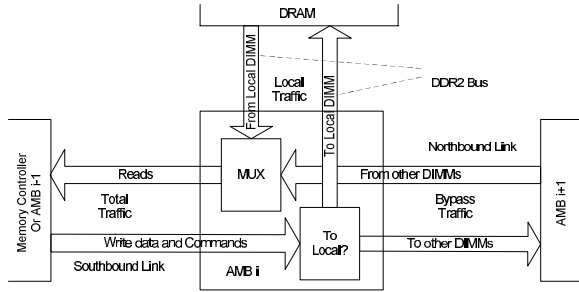 DRAM
From Local DIMM
To Local DIMM
DDR2 Bus
Local
Traffic
Northbound Link
Memory Controller
Or AMB i-1
Reads
MUX
From other DIMMs
AMB i+1
Total
Traffic
Bypass
Traffic
Write data and Commands
To
Local?
To other DIMMs
Southbound Link
AMB i